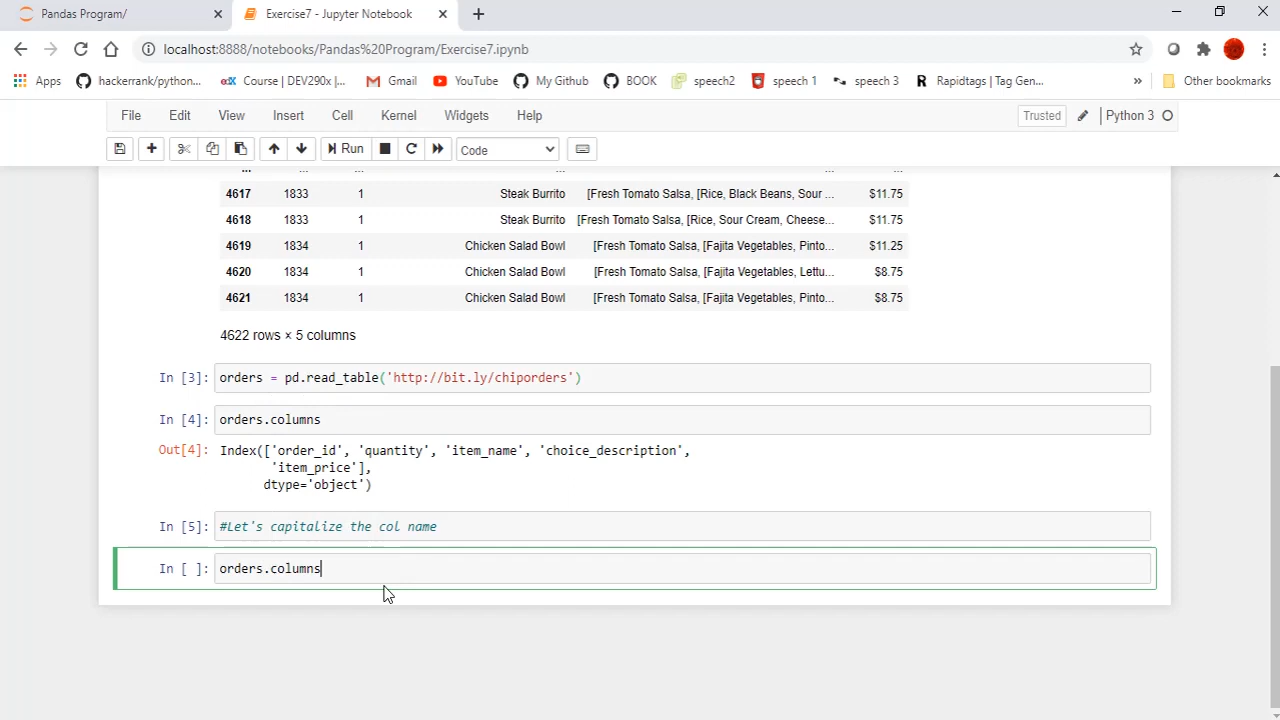 Pandas Program/
Exercise7 - Jupyter Notebook
localhost:8888/notebooks/Pandas%20Program/Exercise7.ipynb
Apps hackerrank/python... Course | DEV290x |... Gmail YouTube My Github BOOK speech2 speech 1 speech 3 Rapidtags | Tag Gen... » Other bookmarks
File Edit View Insert Cell Kernel Widgets Help Trusted Python 3
Run Code
... ... ... ... ... ...
4617 1833 1 Steak Burrito [Fresh Tomato Salsa, [Rice, Black Beans, Sour ... $11.75
4618 1833 1 Steak Burrito [Fresh Tomato Salsa, [Rice, Sour Cream, Cheese... $11.75
4619 1834 1 Chicken Salad Bowl [Fresh Tomato Salsa, [Fajita Vegetables, Pinto... $11.25
4620 1834 1 Chicken Salad Bowl [Fresh Tomato Salsa, [Fajita Vegetables, Lettu... $8.75
4621 1834 1 Chicken Salad Bowl [Fresh Tomato Salsa, [Fajita Vegetables, Pinto... $8.75
4622 rows × 5 columns
In [3]: orders = pd.read_table('http://bit.ly/chiporders')
In [4]: orders.columns
Out[4]: Index(['order_id', 'quantity', 'item_name', 'choice_description',
'item_price'],
dtype='object')
In [5]: #Let's capitalize the col name
In [ ]: orders.columns